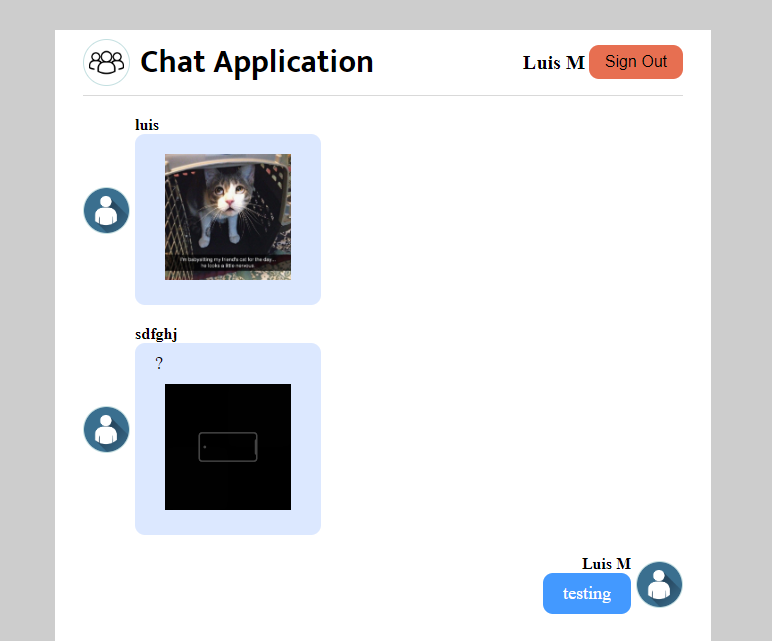 Chat Application
Luis M
Sign Out
luis
I'm babysitting my friend's cat for the day...
he looks a little nervous
sdfghj
?
Luis M
testing